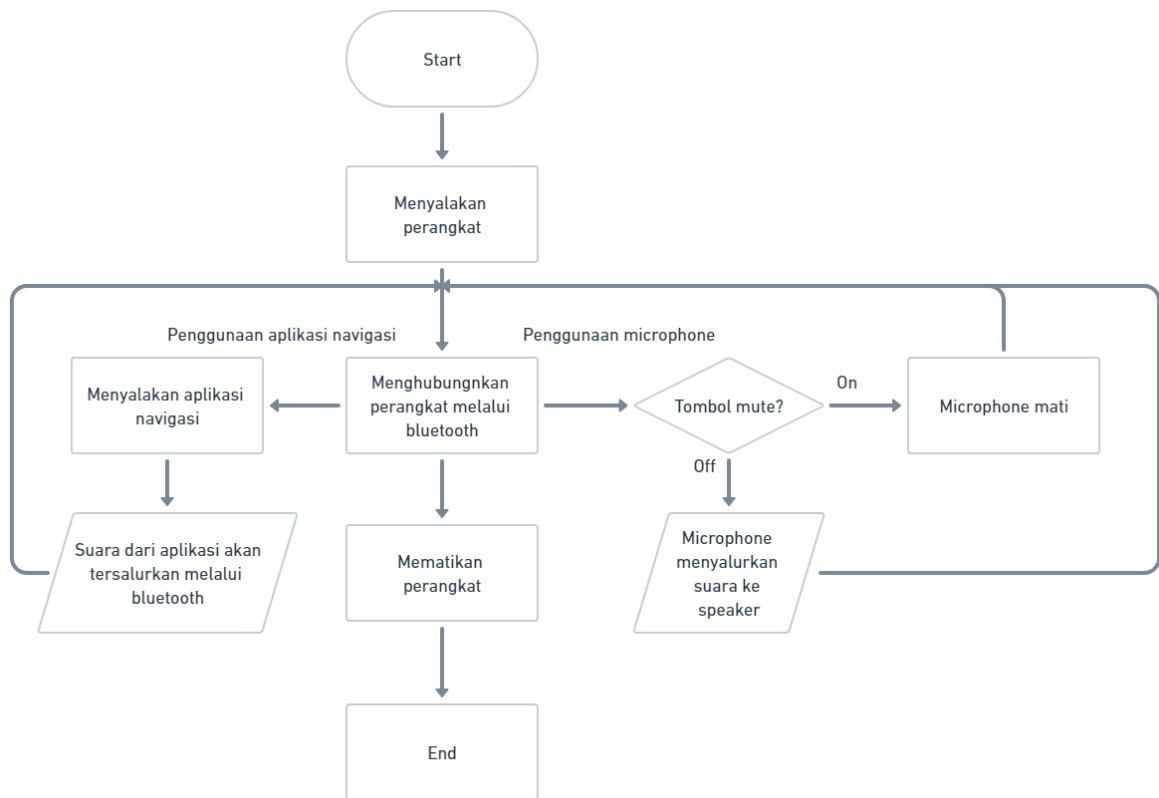 Start
Menyalakan
perangkat
Penggunaan aplikasi navigasi
Penggunaan microphone
Menyalakan aplikasi
navigasi
Menghubungnkan
perangkat melalui
bluetooth
Tombol mute?
On
Microphone mati
Off
Suara dari aplikasi akan
tersalurkan melalui
bluetooth
Mematikan
perangkat
Microphone
menyalurkan
suara ke
speaker
End